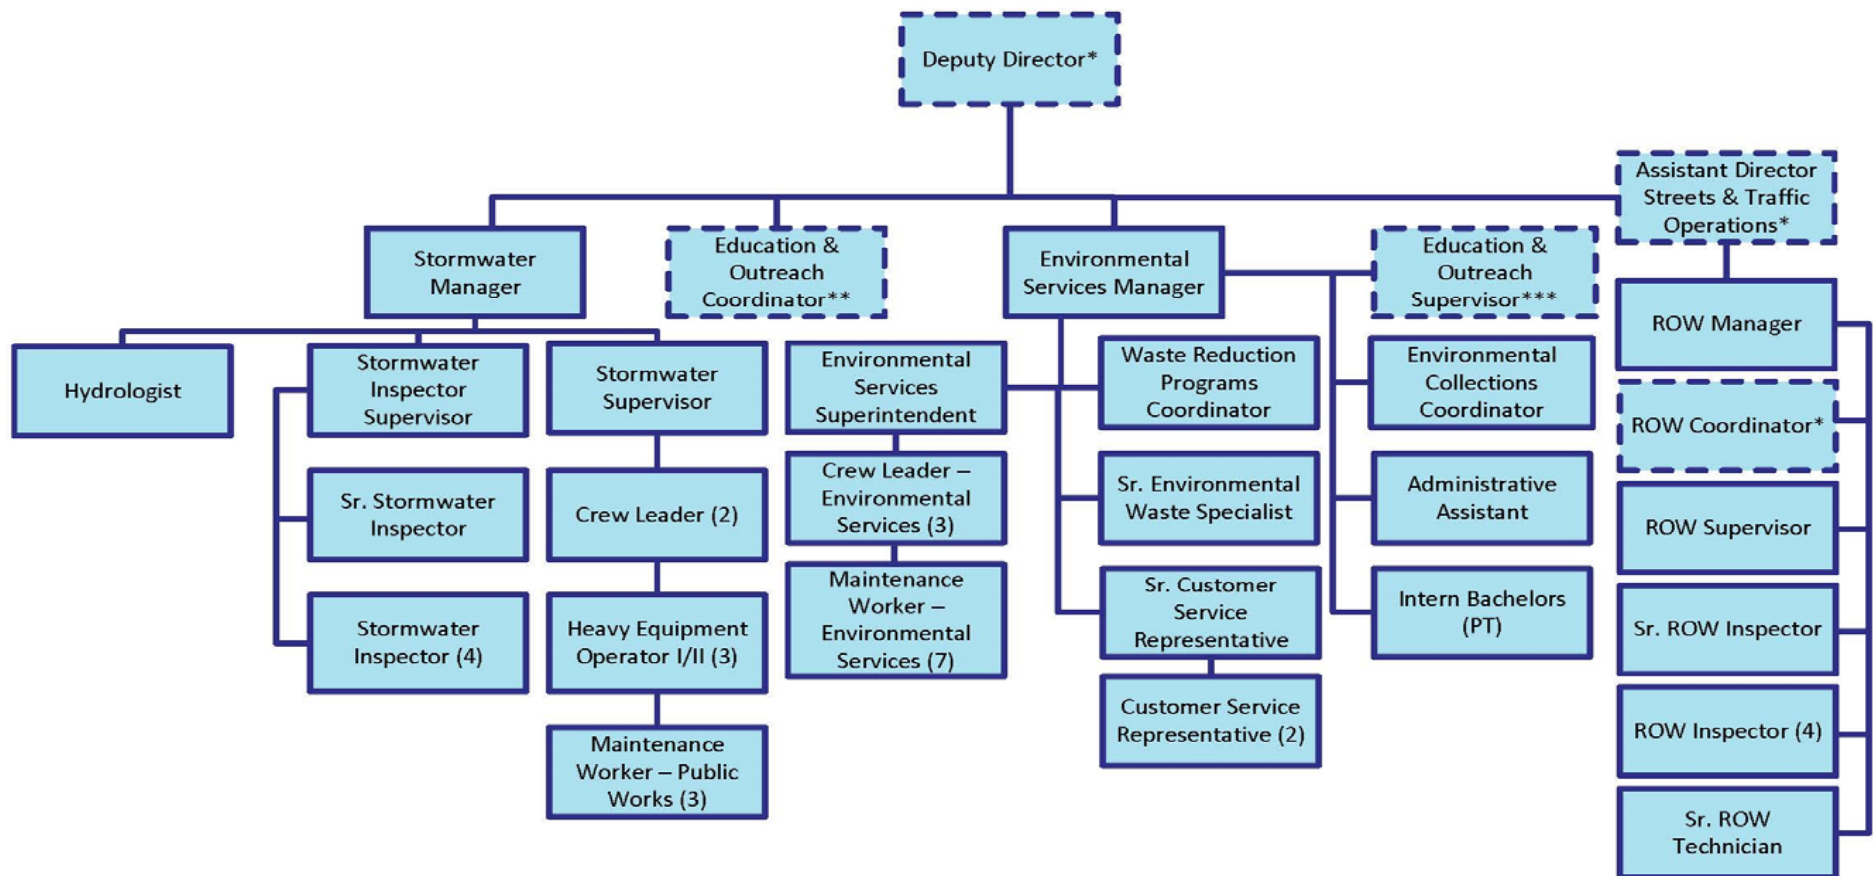 Deputy Director*
Assistant Director
Streets & Traffic
Operations*
Stormwater
Manager
Education &
Outreach
Coordinator**
Environmental
Services Manager
Education &
Outreach
Supervisor***
ROW Manager
Hydrologist
Stormwater
Inspector
Supervisor
Stormwater
Supervisor
Environmental
Services
Superintendent
Waste Reduction
Programs
Coordinator
Environmental
Collections
Coordinator
ROW Coordinator*
Sr. Stormwater
Inspector
Crew Leader (2)
Crew Leader –
Environmental
Services (3)
Sr. Environmental
Waste Specialist
Administrative
Assistant
ROW Supervisor
Stormwater
Inspector (4)
Heavy Equipment
Operator I/II (3)
Maintenance
Worker –
Environmental
Services (7)
Sr. Customer
Service
Representative
Intern Bachelors
(PT)
Sr. ROW Inspector
Maintenance
Worker – Public
Works (3)
Customer Service
Representative (2)
ROW Inspector (4)
Sr. ROW
Technician